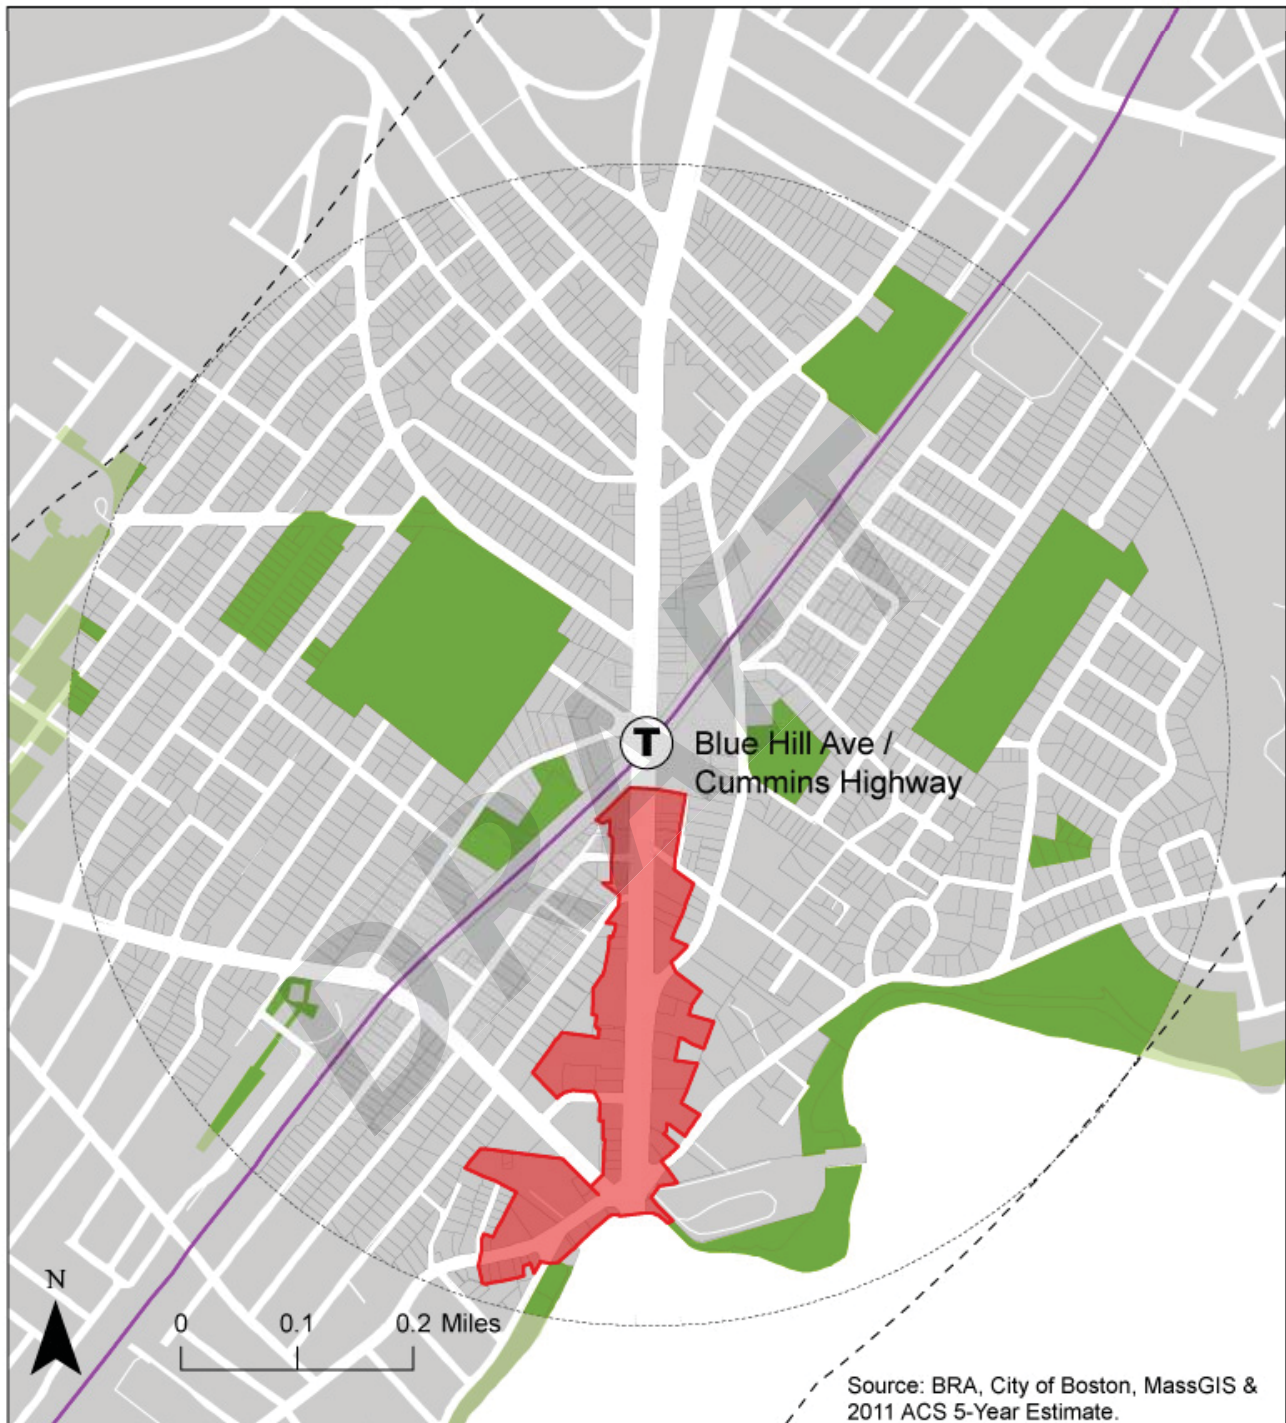 DRAFT
T
Blue Hill Ave /
Cummins Highway
N
0 0.1 0.2 Miles
Source: BRA, City of Boston, MassGIS &
2011 ACS 5-Year Estimate.